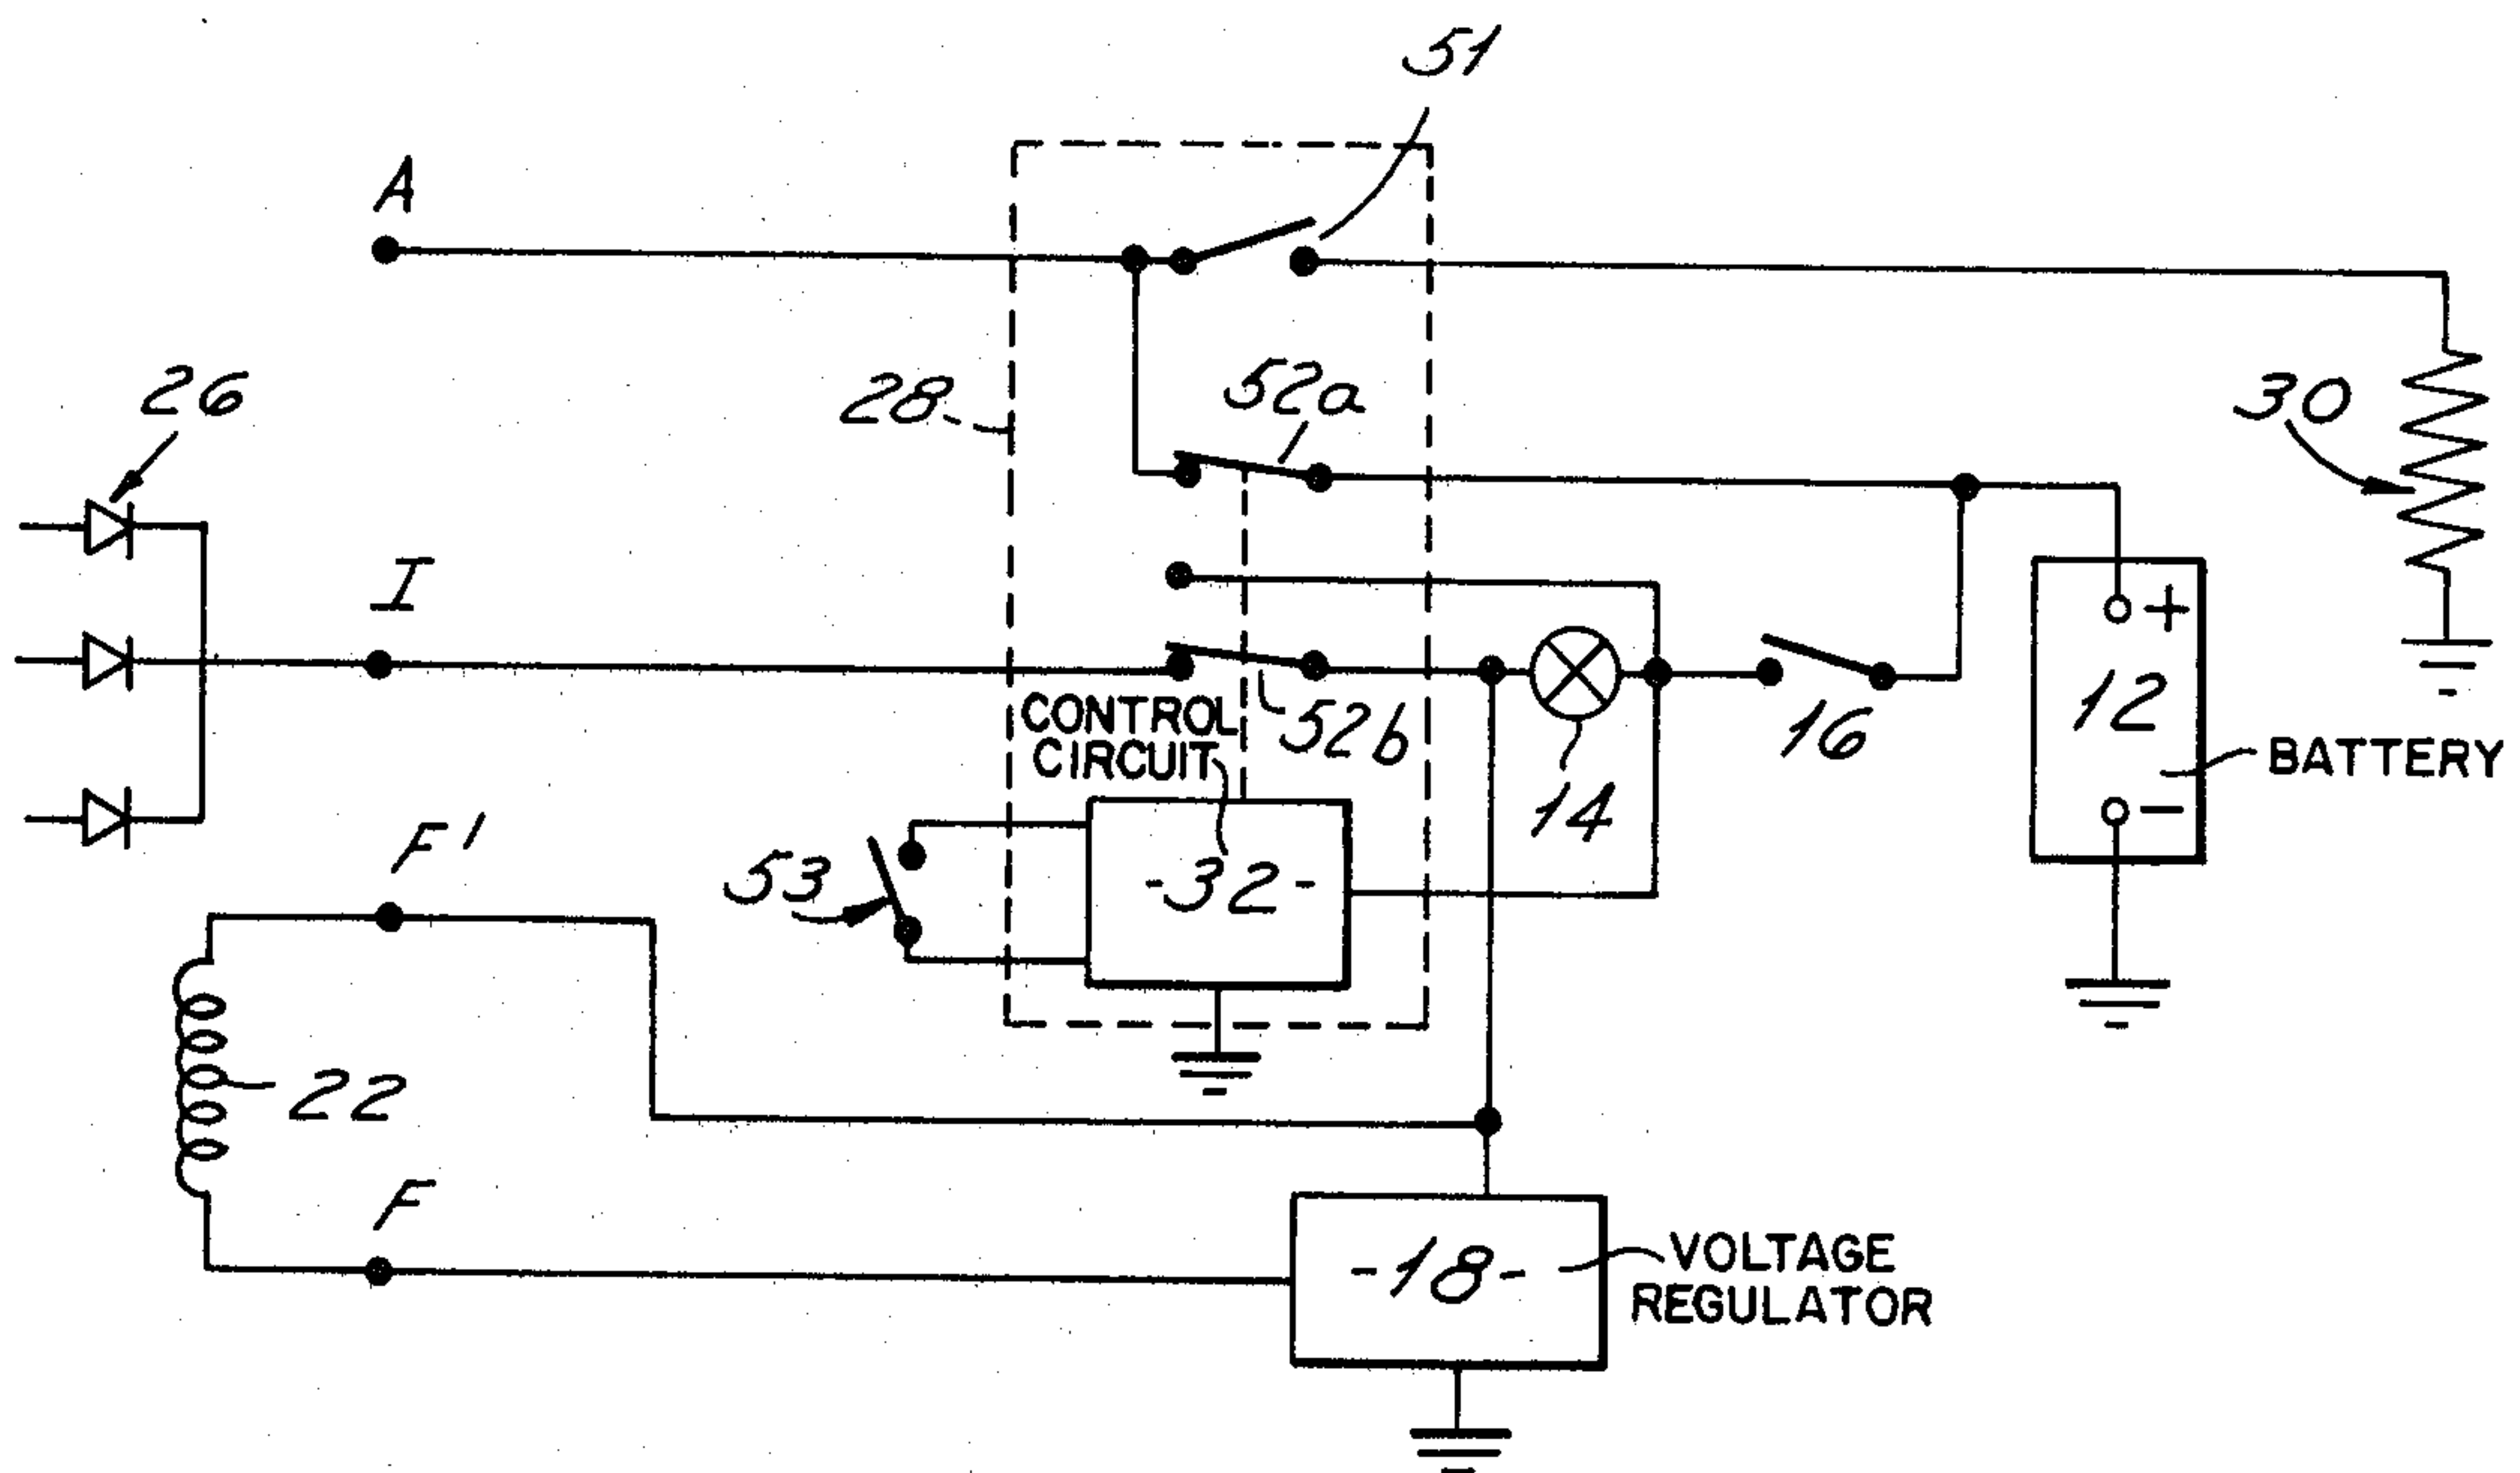 51
A
28
52a
30
26
I
+
12
CONTROL
CIRCUIT
52b
16
BATTERY
14
-
F'
53
-32-
22
F
-18-
VOLTAGE
REGULATOR